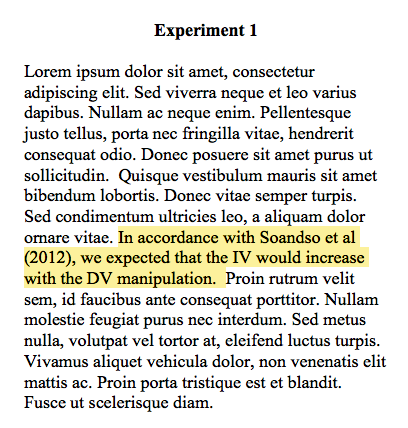 Experiment 1
Lorem ipsum dolor sit amet, consectetur
adipiscing elit. Sed viverra neque et leo varius
dapibus. Nullam ac neque enim. Pellentesque
justo tellus, porta nec fringilla vitae, hendrerit
consequat odio. Donec posuere sit amet purus ut
sollicitudin.  Quisque vestibulum mauris sit amet
bibendum lobortis. Donec vitae semper turpis.
Sed condimentum ultricies leo, a aliquam dolor
ornare vitae. In accordance with Soandso et al
(2012), we expected that the IV would increase
with the DV manipulation.  Proin rutrum velit
sem, id faucibus ante consequat porttitor. Nullam
molestie feugiat purus nec interdum. Sed metus
nulla, volutpat vel tortor at, eleifend luctus turpis.
Vivamus aliquet vehicula dolor, non venenatis elit
mattis ac. Proin porta tristique est et blandit.
Fusce ut scelerisque diam.